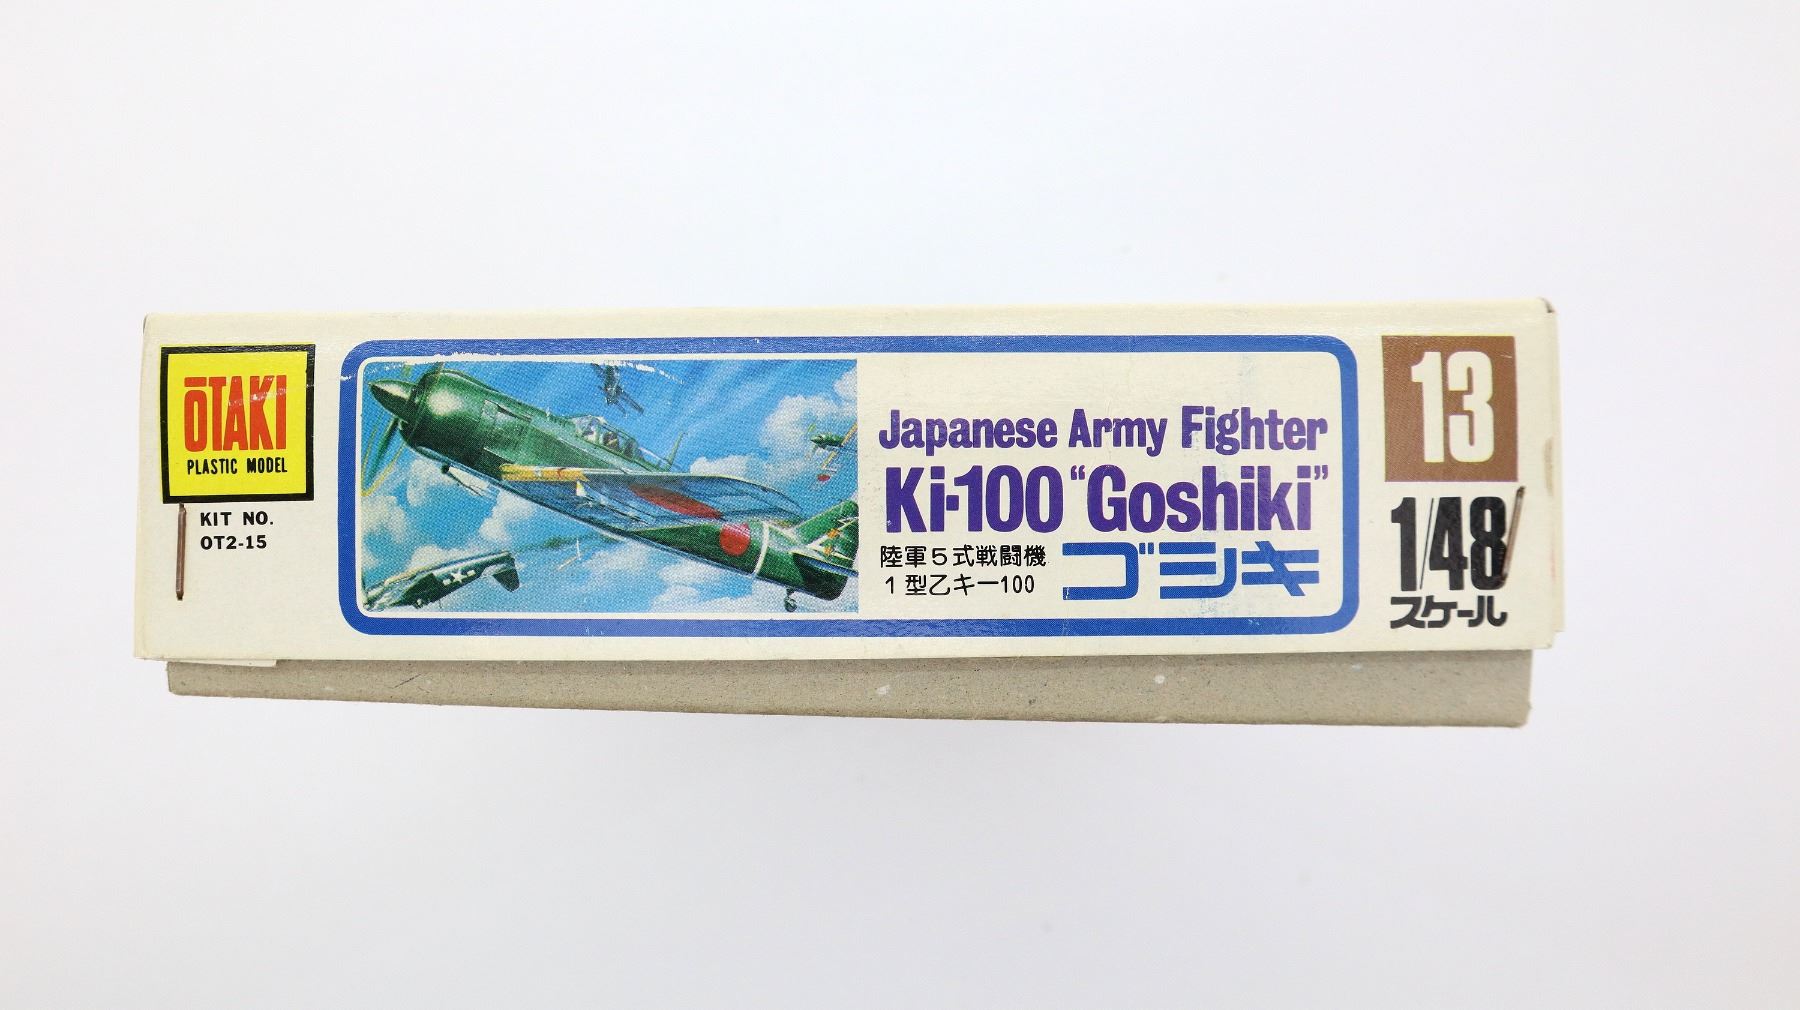 ŌTAKI
PLASTIC MODEL
KIT NO.
OT2-15
Japanese Army Fighter
Ki-100 “Goshiki”
陸軍5式戦闘機
1型乙キー100
ゴシキ
13
1/48
スケール